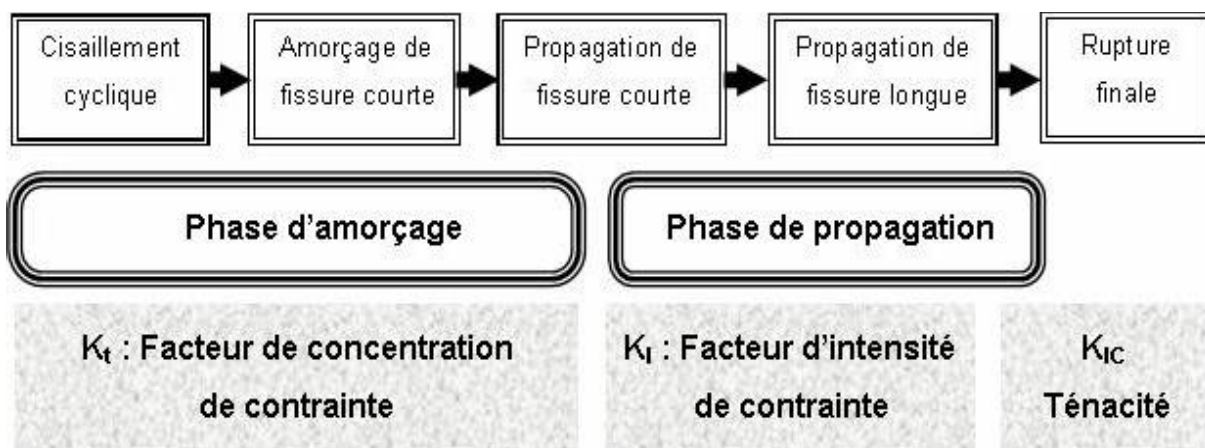 Cisaillement
cyclique
Amorçage de
fissure courte
Propagation de
fissure courte
Propagation de
fissure longue
Rupture
finale
Phase d'amorçage
Phase de propagation
Kt : Facteur de concentration
de contrainte
KI : Facteur d'intensité
de contrainte
KIC
Ténacité